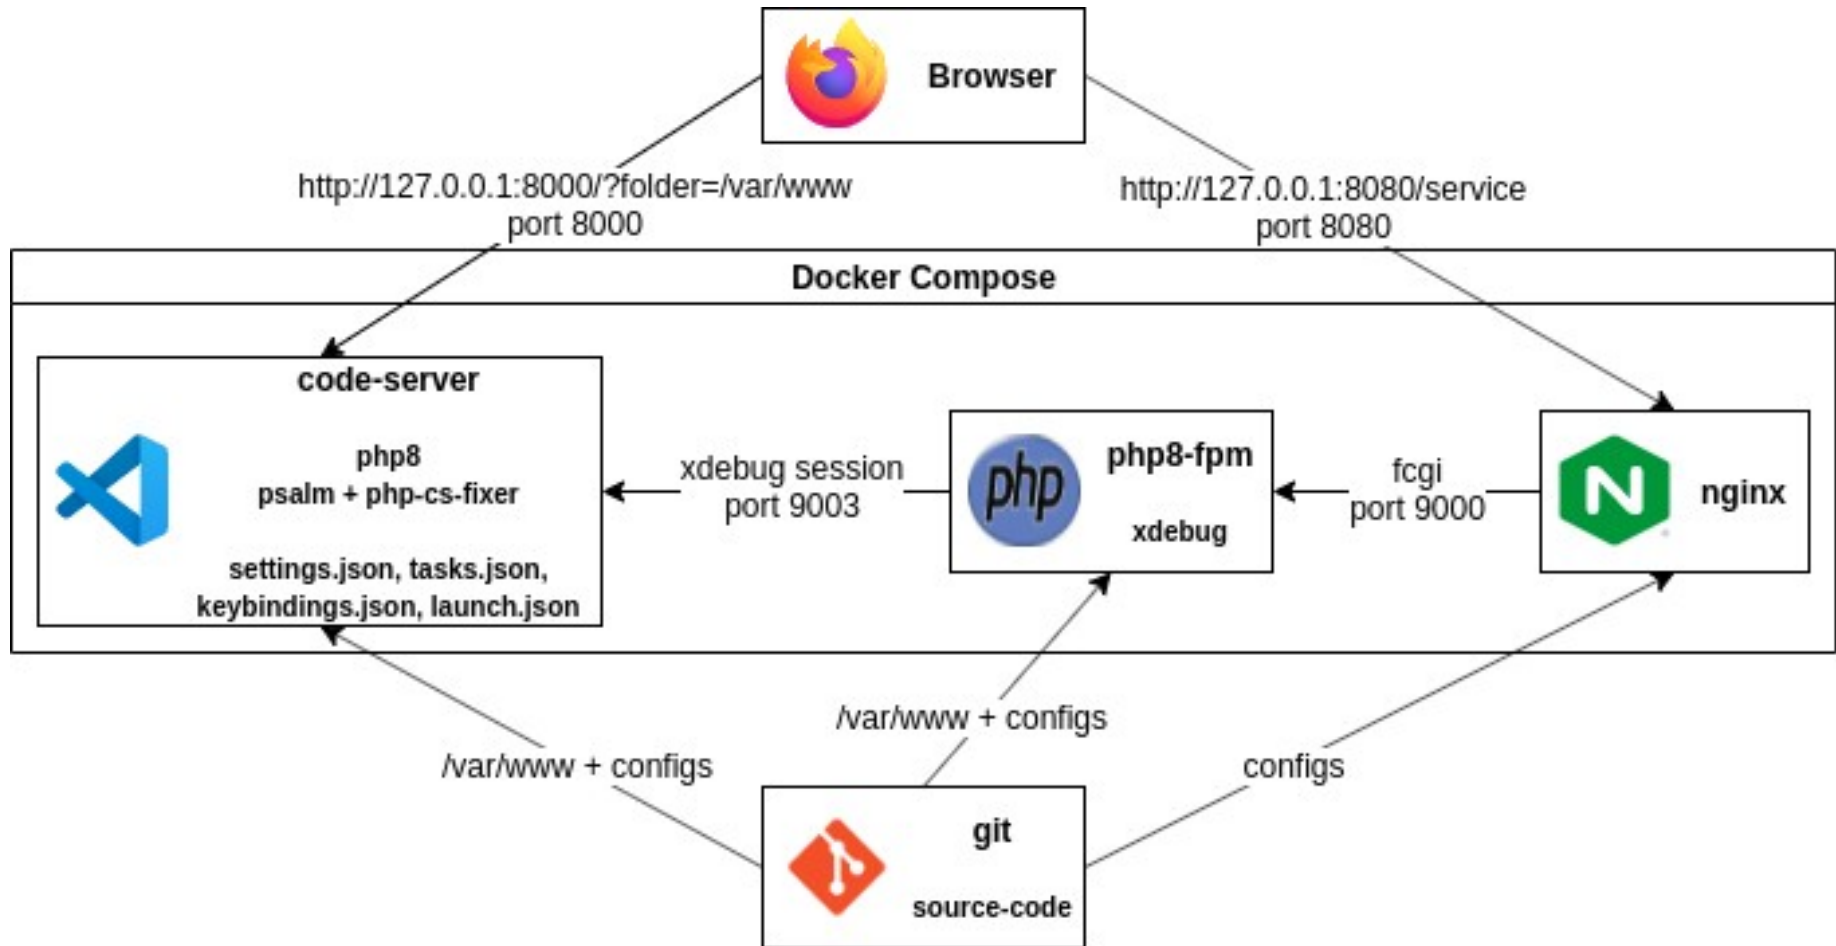 Browser
http://127.0.0.1:8000/?folder=/var/www
port 8000
http://127.0.0.1:8080/service
port 8080
Docker Compose
code-server
php8
psalm + php-cs-fixer
settings.json, tasks.json,
keybindings.json, launch.json
xdebug session
port 9003
php
php8-fpm
xdebug
fcgi
port 9000
N
nginx
/var/www + configs
/var/www + configs
configs
git
source-code